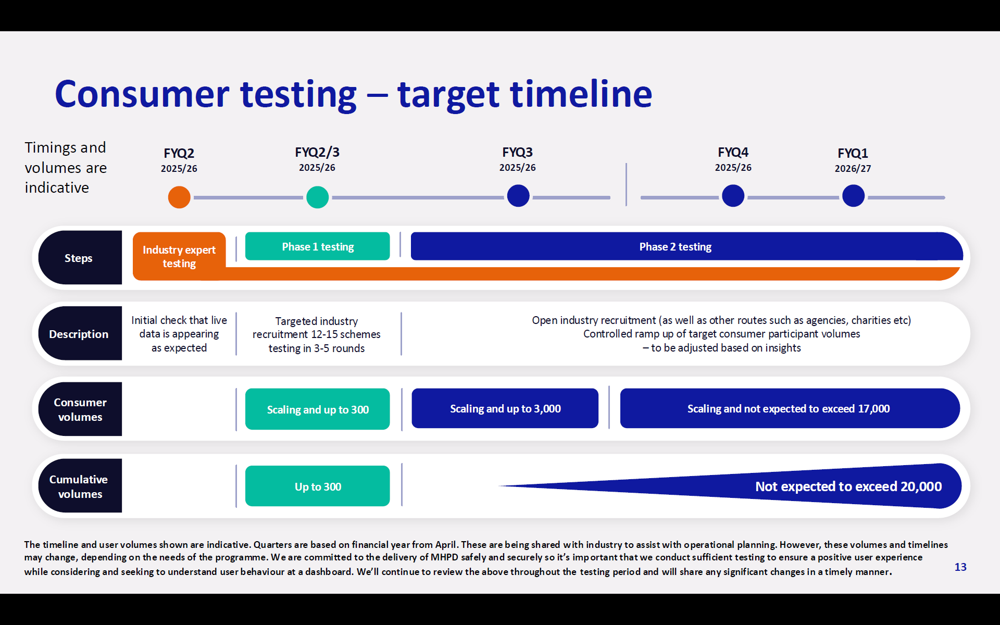 Consumer testing – target timeline
Timings and
volumes are
indicative
FYQ2
2025/26
FYQ2/3
2025/26
FYQ3
2025/26
FYQ4
2025/26
FYQ1
2026/27
Steps
Industry expert
testing
Phase 1 testing
Phase 2 testing
Description
Initial check that live
data is appearing
as expected
Targeted industry
recruitment 12-15 schemes
testing in 3-5 rounds
Open industry recruitment (as well as other routes such as agencies, charities etc)
Controlled ramp up of target consumer participant volumes
– to be adjusted based on insights
Consumer
volumes
Scaling and up to 300
Scaling and up to 3,000
Scaling and not expected to exceed 17,000
Cumulative
volumes
Up to 300
Not expected to exceed 20,000
The timeline and user volumes shown are indicative. Quarters are based on financial year from April. These are being shared with industry to assist with operational planning. However, these volumes and timelines
may change, depending on the needs of the programme. We are committed to the delivery of MHPD safely and securely so it's important that we conduct sufficient testing to ensure a positive user experience
while considering and seeking to understand user behaviour at a dashboard. We'll continue to review the above throughout the testing period and will share any significant changes in a timely manner.
13